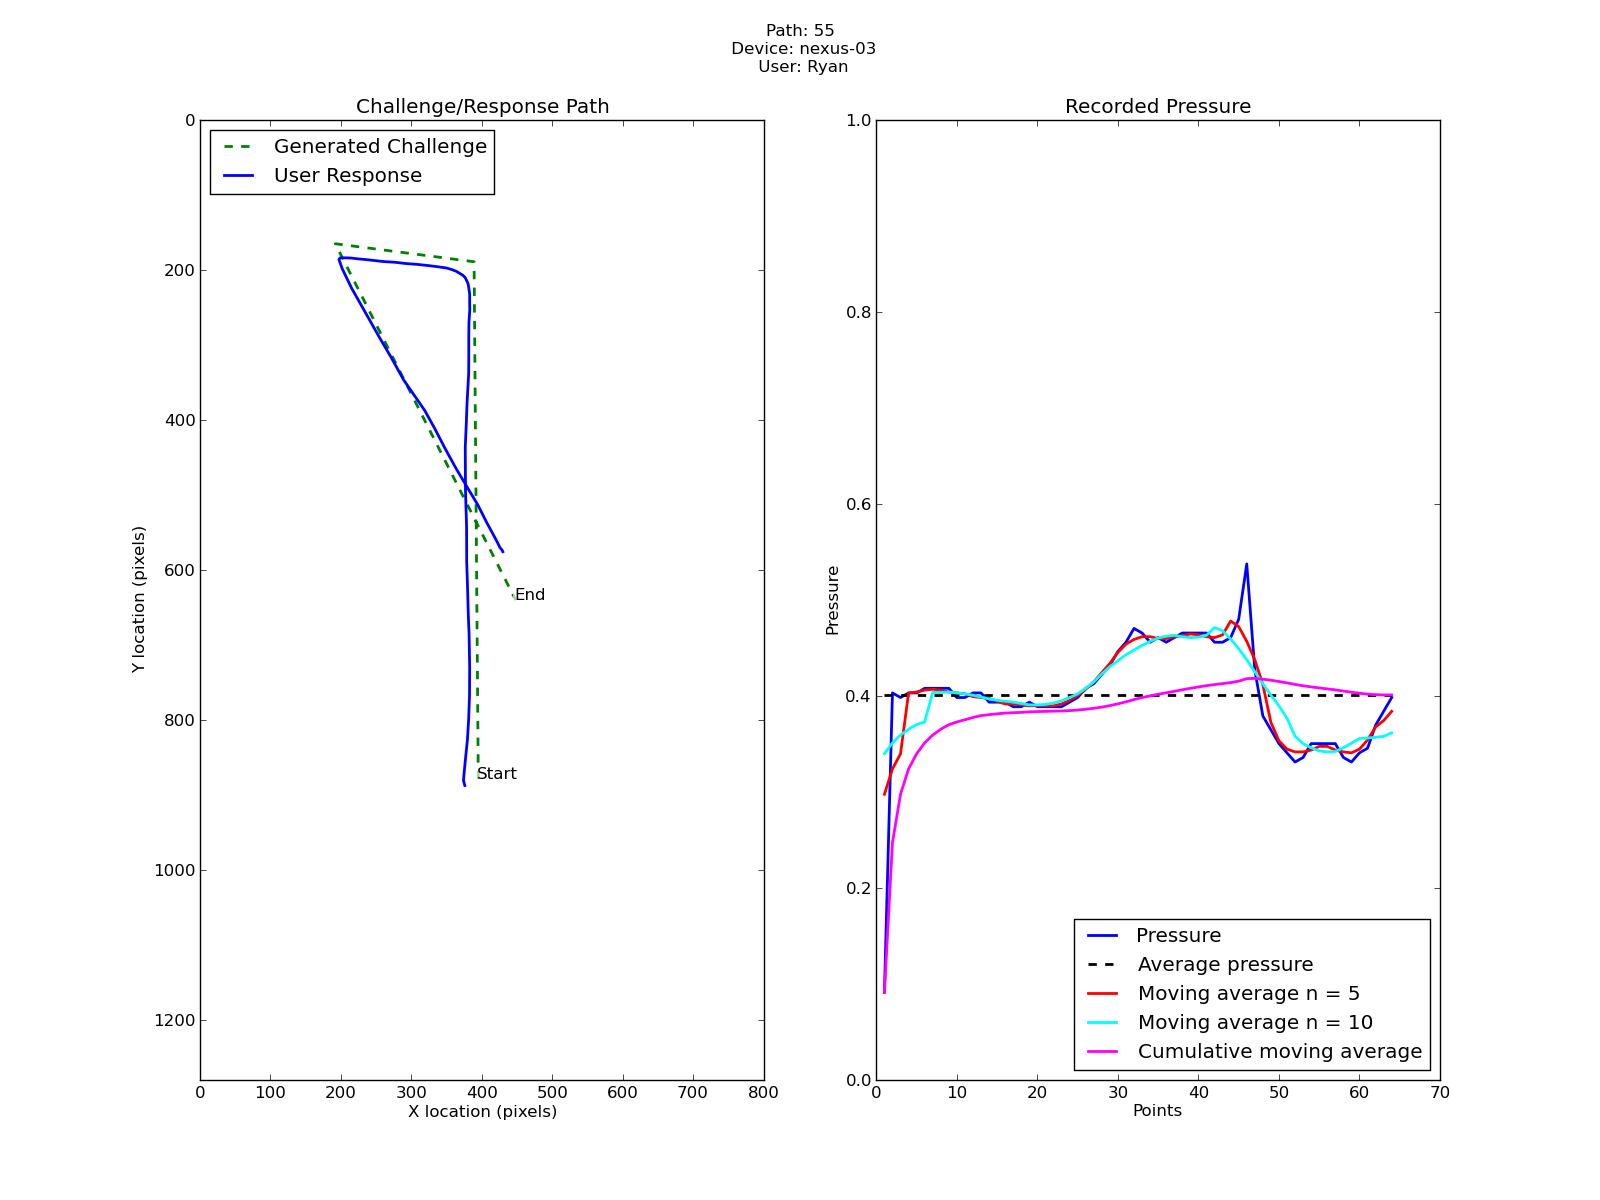 Path: 55
Device: nexus-03
User: Ryan
Challenge/Response Path
Generated Challenge
User Response
0
200
400
600
800
1000
1200
Y location (pixels)
End
Start
0 100 200 300 400 500 600 700 800
X location (pixels)
Recorded Pressure
1.0
0.8
0.6
0.4
0.2
0.0
Pressure
Pressure
Average pressure
Moving average n = 5
Moving average n = 10
Cumulative moving average
0 10 20 30 40 50 60 70
Points